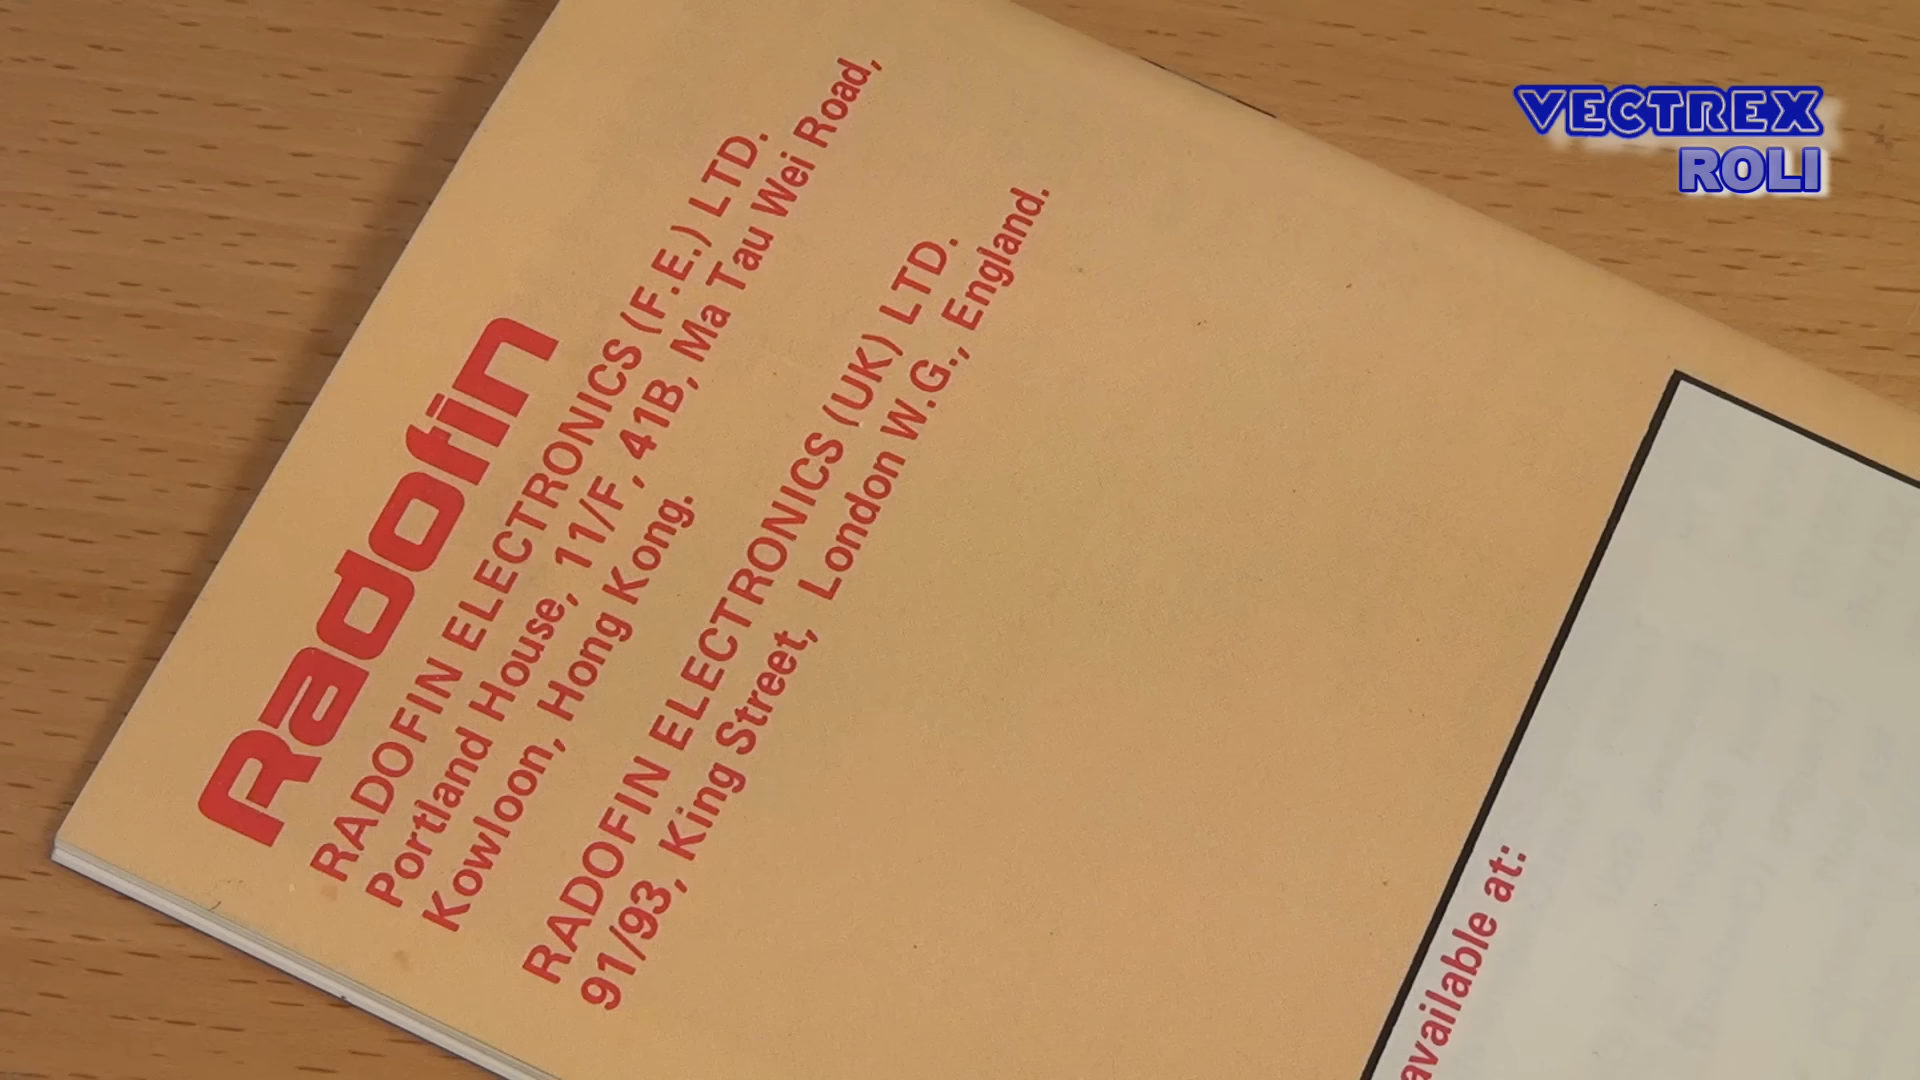 Radofin
RADOFIN ELECTRONICS (F.E.) LTD.
Portland House, 11/F, 41B, Ma Tau Wei Road,
Kowloon, Hong Kong.
RADOFIN ELECTRONICS (UK) LTD.
91/93, King Street, London W.G., England.
available at:
VECTREX
ROLI